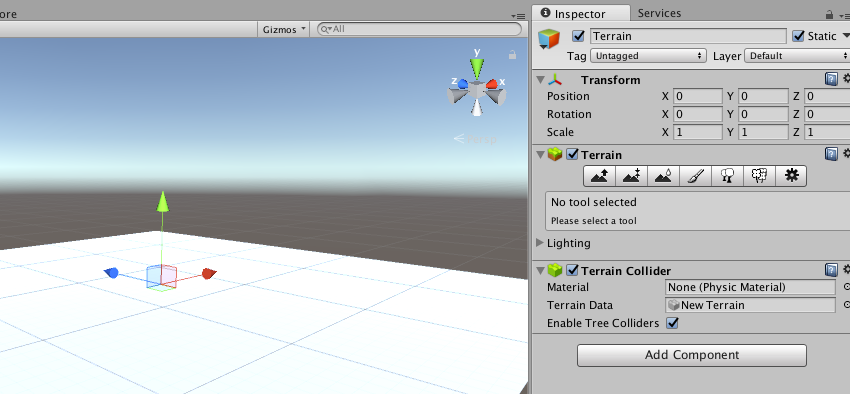 ore
Gizmos
All
y
z
x
Inspector
Services
Terrain
Static
Tag
Untagged
Layer
Default
Transform
Position X 0 Y 0 Z 0
Rotation X 0 Y 0 Z 0
Scale X 1 Y 1 Z 1
Terrain
No tool selected
Please select a tool
Lighting
Terrain Collider
Material None (Physic Material)
Terrain Data New Terrain
Enable Tree Colliders
Add Component